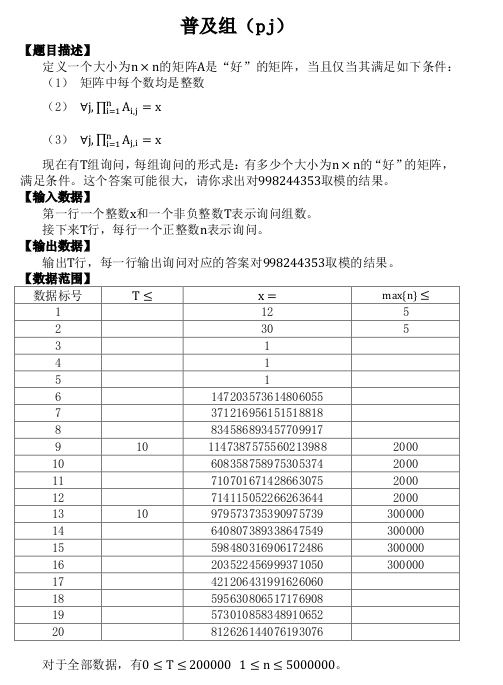 普及组（pj）
【题目描述】
定义一个大小为n × n的矩阵A是“好”的矩阵，当且仅当其满足如下条件：
（1） 矩阵中每个数均是整数
（2） ∀j, ∏ⁿᵢ₌₁ Aᵢ,ⱼ = x
（3） ∀j, ∏ⁿᵢ₌₁ Aⱼ,ᵢ = x
现在有T组询问，每组询问的形式是：有多少个大小为n × n的“好”的矩阵，
满足条件。这个答案可能很大，请你求出对998244353取模的结果。
【输入数据】
第一行一个整数x和一个非负整数T表示询问组数。
接下来T行，每行一个正整数n表示询问。
【输出数据】
输出T行，每一行输出询问对应的答案对998244353取模的结果。
【数据范围】
数据标号 T ≤ x = max{n} ≤
1 12 5
2 30 5
3 1
4 1
5 1
6 147203573614806055
7 371216956151518818
8 834586893457709917
9 10 1147387575560213988 2000
10 608358758975305374 2000
11 710701671428663075 2000
12 714115052266263644 2000
13 10 979573735390975739 300000
14 640807389338647549 300000
15 598480316906172486 300000
16 203522456999371050 300000
17 421206431991626060
18 595630806517176908
19 573010858348910652
20 812626144076193076
对于全部数据，有0 ≤ T ≤ 200000 1 ≤ n ≤ 5000000。